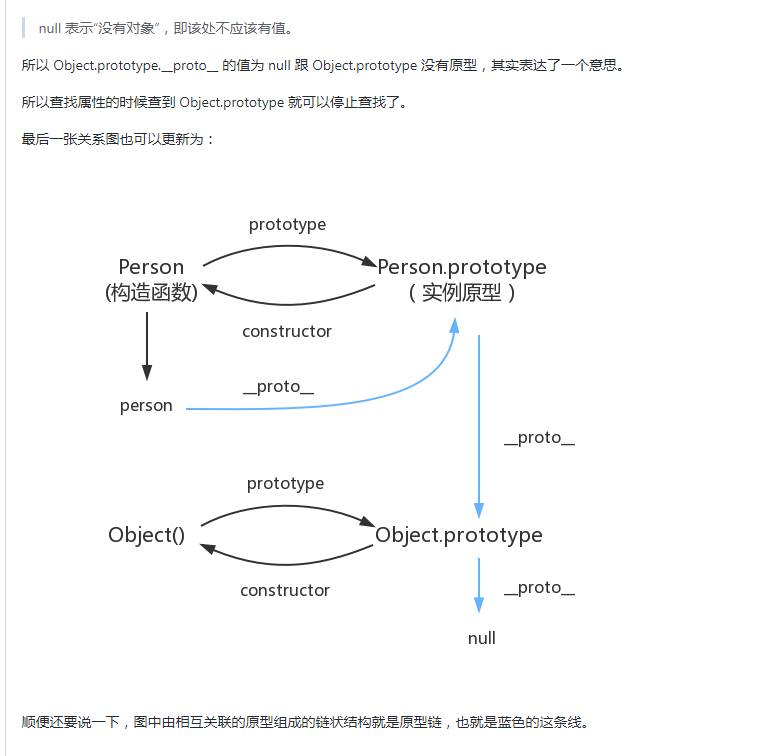 null 表示“没有对象”，即该处不应该有值。
所以 Object.prototype.__proto__ 的值为 null 跟 Object.prototype 没有原型，其实表达了一个意思。
所以查找属性的时候查到 Object.prototype 就可以停止查找了。
最后一张关系图也可以更新为：
prototype
Person
(构造函数)
Person.prototype
（实例原型）
constructor
__proto__
person
__proto__
prototype
Object()
Object.prototype
constructor
__proto__
null
顺便还要说一下，图中由相互关联的原型组成的链状结构就是原型链，也就是蓝色的这条线。